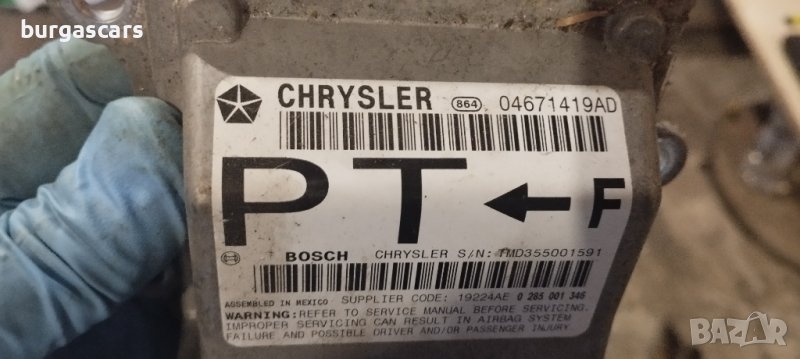 burgascars
CHRYSLER 864 04671419AD
PT ← F
BOSCH CHRYSLER S/N: TMD355001591
ASSEMBLED IN MEXICO SUPPLIER CODE: 19224AE 0 285 001 346
WARNING: REFER TO SERVICE MANUAL BEFORE SERVICING.
IMPROPER SERVICING CAN RESULT IN AIRBAG SYSTEM
FAILURE AND POSSIBLE DRIVER AND/OR PASSENGER INJURY.
BAZAR